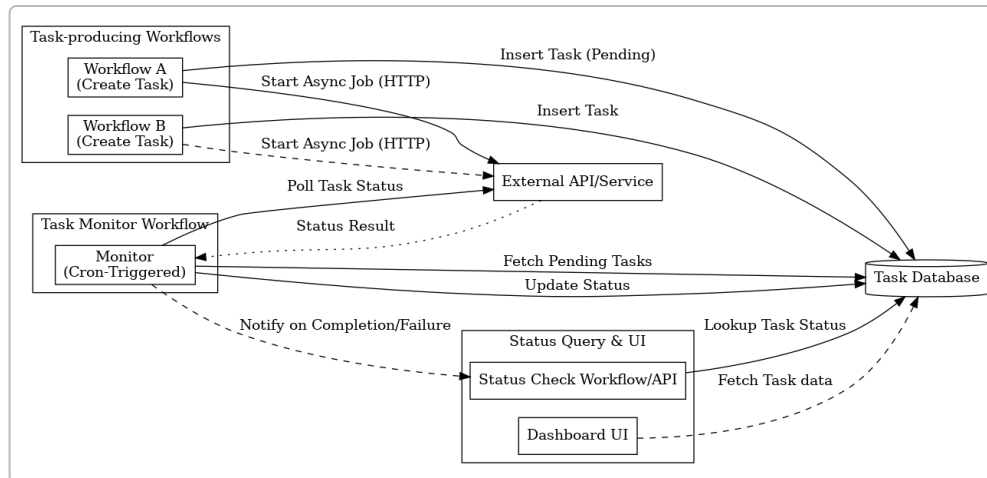 Task-producing Workflows
Workflow A
(Create Task)
Workflow B
(Create Task)
Insert Task (Pending)
Start Async Job (HTTP)
Insert Task
Start Async Job (HTTP)
External API/Service
Poll Task Status
Status Result
Task Monitor Workflow
Monitor
(Cron-Triggered)
Fetch Pending Tasks
Update Status
Task Database
Notify on Completion/Failure
Lookup Task Status
Status Query & UI
Status Check Workflow/API
Fetch Task data
Dashboard UI